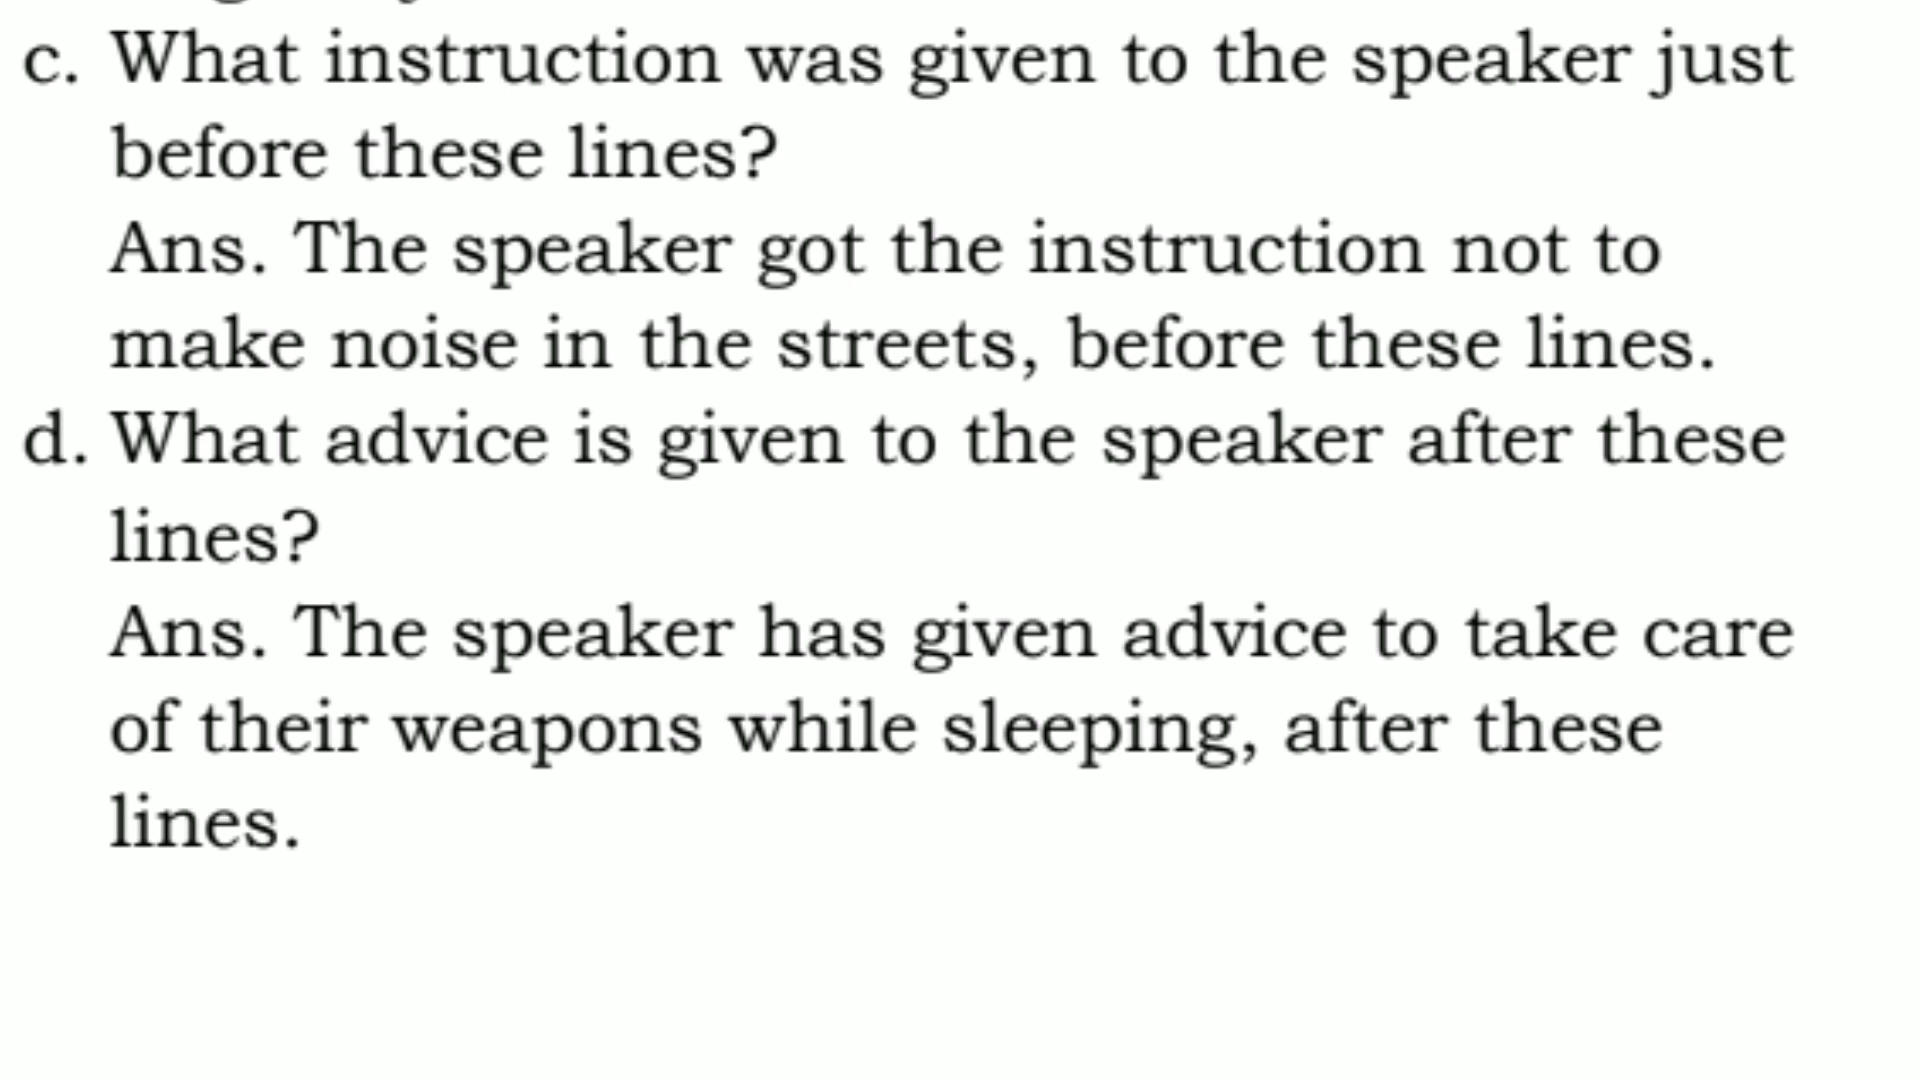 c. What instruction was given to the speaker just
before these lines?
Ans. The speaker got the instruction not to
make noise in the streets, before these lines.
d. What advice is given to the speaker after these
lines?
Ans. The speaker has given advice to take care
of their weapons while sleeping, after these
lines.